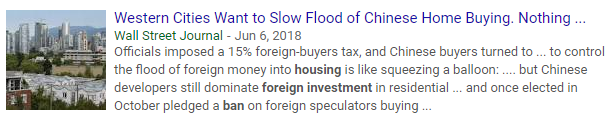 Western Cities Want to Slow Flood of Chinese Home Buying. Nothing ...
Wall Street Journal - Jun 6, 2018
Officials imposed a 15% foreign-buyers tax, and Chinese buyers turned to ... to control
the flood of foreign money into housing is like squeezing a balloon: .... but Chinese
developers still dominate foreign investment in residential ... and once elected in
October pledged a ban on foreign speculators buying ...